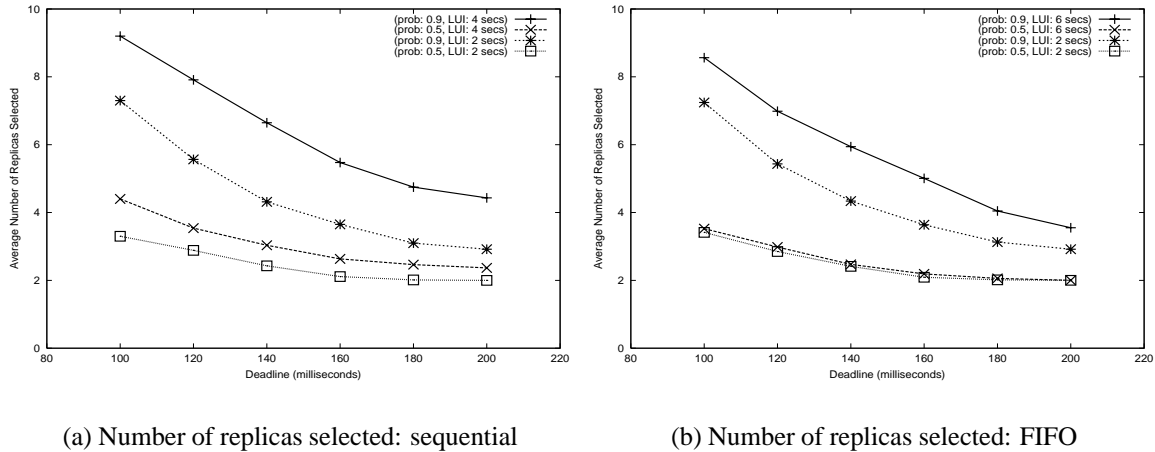 (prob: 0.9, LUI: 4 secs)
(prob: 0.5, LUI: 4 secs)
(prob: 0.9, LUI: 2 secs)
(prob: 0.5, LUI: 2 secs)
Average Number of Replicas Selected
10
8
6
4
2
0
80 100 120 140 160 180 200 220
Deadline (milliseconds)
(a) Number of replicas selected: sequential
(prob: 0.9, LUI: 6 secs)
(prob: 0.5, LUI: 6 secs)
(prob: 0.9, LUI: 2 secs)
(prob: 0.5, LUI: 2 secs)
Average Number of Replicas Selected
10
8
6
4
2
0
80 100 120 140 160 180 200 220
Deadline (milliseconds)
(b) Number of replicas selected: FIFO